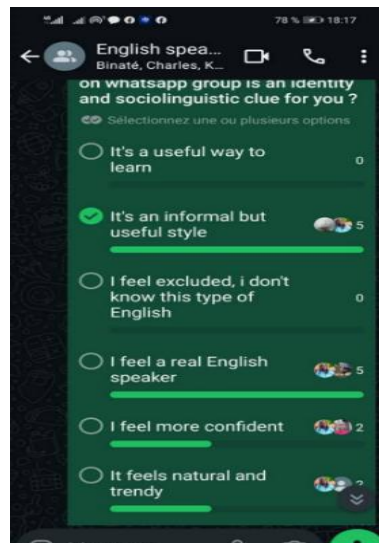 78 % 18:17
English spea...
Binaté, Charles, K...
on whatsapp group is an identity
and sociolinguistic clue for you ?
Sélectionnez une ou plusieurs options
It's a useful way to
learn
0
It's an informal but
useful style
5
I feel excluded, i don't
know this type of
English
0
I feel a real English
speaker
5
I feel more confident
2
It feels natural and
trendy